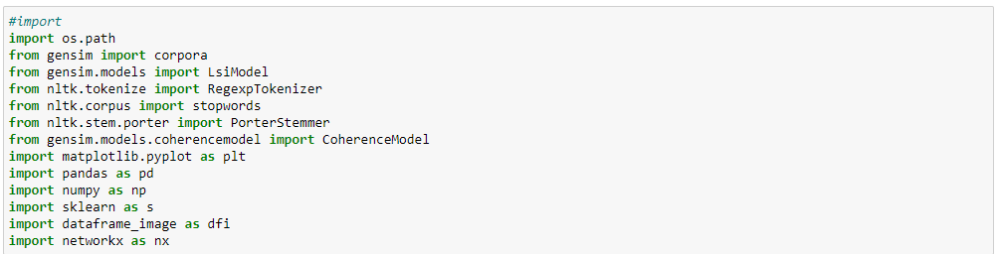 #import
import os.path
from gensim import corpora
from gensim.models import LsiModel
from nltk.tokenize import RegexpTokenizer
from nltk.corpus import stopwords
from nltk.stem.porter import PorterStemmer
from gensim.models.coherencemodel import CoherenceModel
import matplotlib.pyplot as plt
import pandas as pd
import numpy as np
import sklearn as s
import dataframe_image as dfi
import networkx as nx